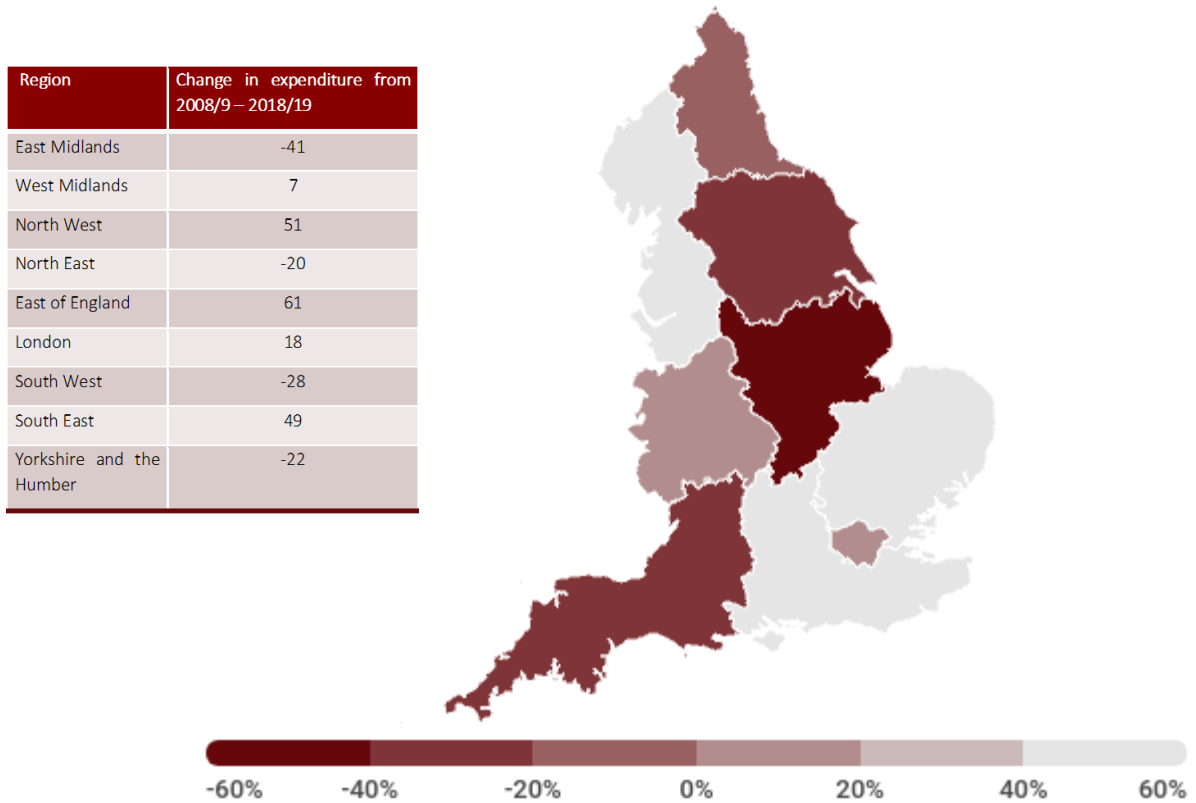 Region Change in expenditure from
2008/9 – 2018/19
East Midlands -41
West Midlands 7
North West 51
North East -20
East of England 61
London 18
South West -28
South East 49
Yorkshire and the
Humber -22
-60% -40% -20% 0% 20% 40% 60%